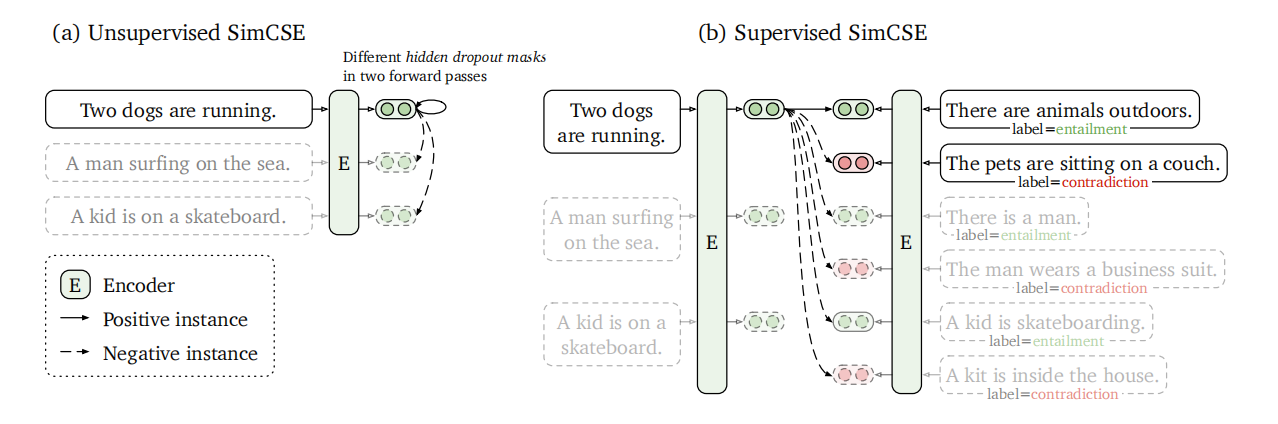 (a) Unsupervised SimCSE
Different hidden dropout masks
in two forward passes
Two dogs are running.
A man surfing on the sea.
A kid is on a skateboard.
E
E Encoder
Positive instance
Negative instance
(b) Supervised SimCSE
Two dogs
are running.
A man surfing
on the sea.
A kid is on a
skateboard.
E
E
There are animals outdoors.
label=entailment
The pets are sitting on a couch.
label=contradiction
There is a man.
label=entailment
The man wears a business suit.
label=contradiction
A kid is skateboarding.
label=entailment
A kit is inside the house.
label=contradiction